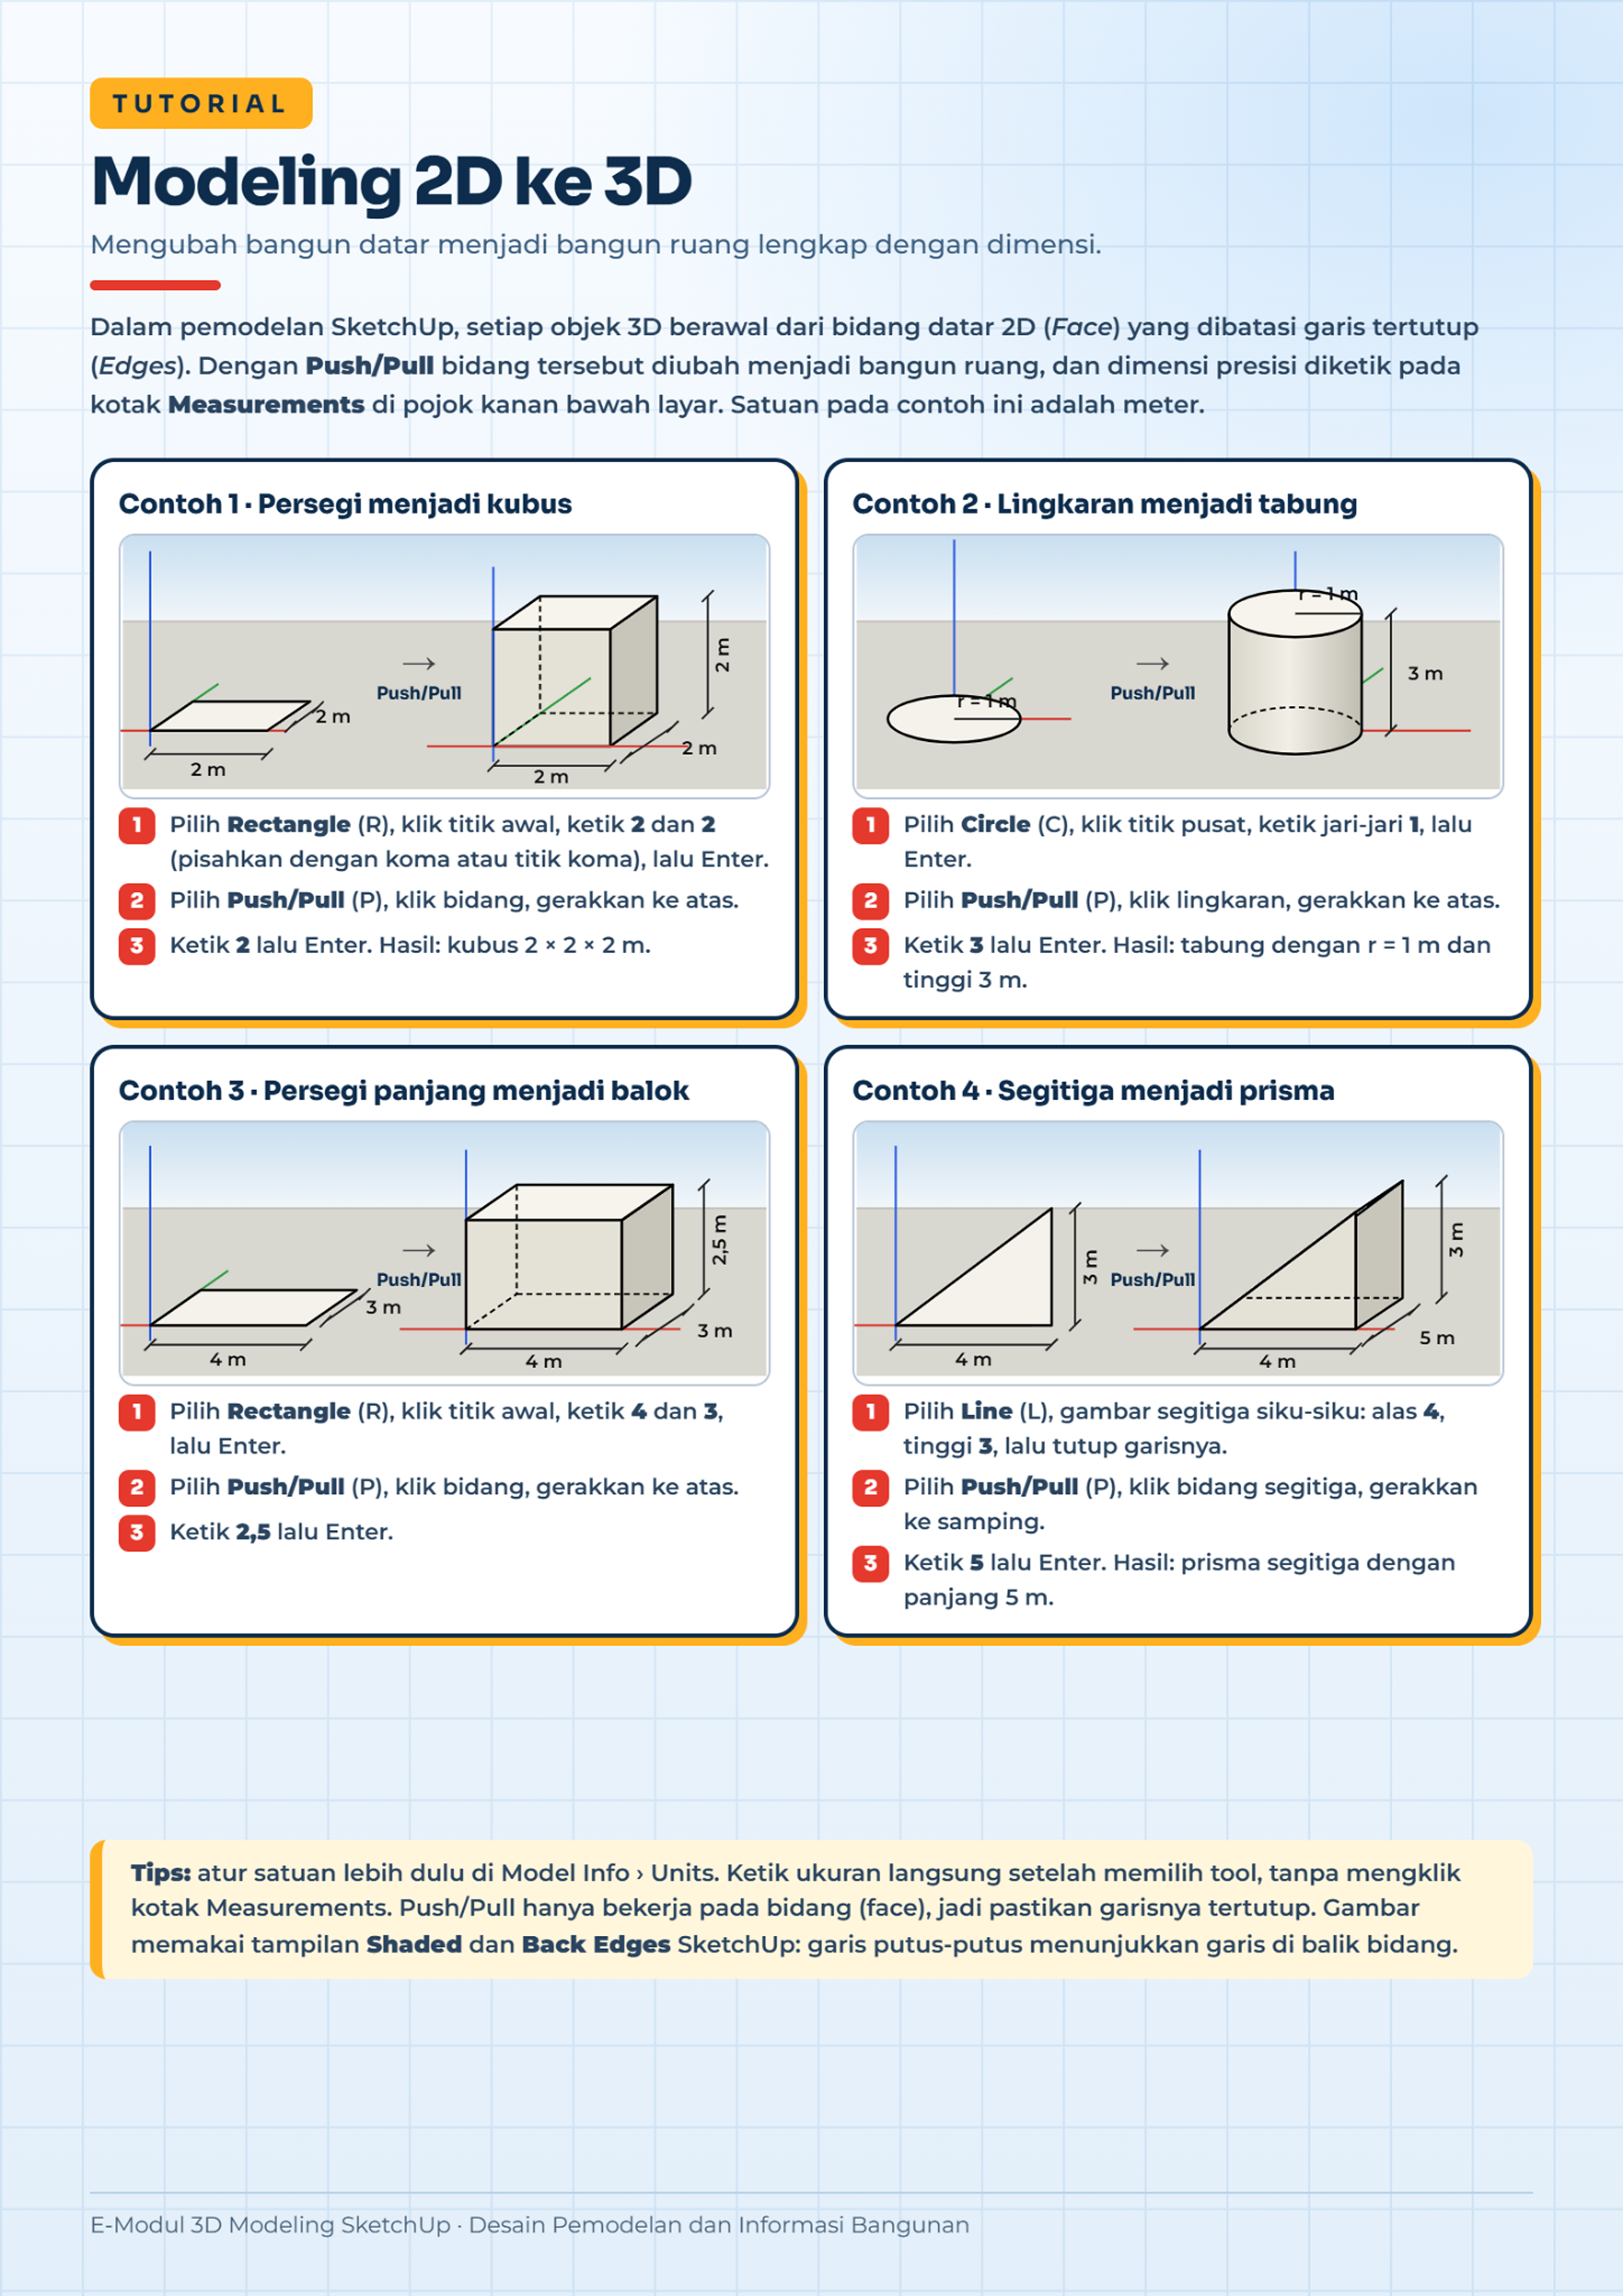 TUTORIAL
Modeling 2D ke 3D
Mengubah bangun datar menjadi bangun ruang lengkap dengan dimensi.
Dalam pemodelan SketchUp, setiap objek 3D berawal dari bidang datar 2D (Face) yang dibatasi garis tertutup
(Edges). Dengan Push/Pull bidang tersebut diubah menjadi bangun ruang, dan dimensi presisi diketik pada
kotak Measurements di pojok kanan bawah layar. Satuan pada contoh ini adalah meter.
Contoh 1 · Persegi menjadi kubus
2 m
2 m
→
Push/Pull
2 m
2 m
2 m
1 Pilih Rectangle (R), klik titik awal, ketik 2 dan 2
(pisahkan dengan koma atau titik koma), lalu Enter.
2 Pilih Push/Pull (P), klik bidang, gerakkan ke atas.
3 Ketik 2 lalu Enter. Hasil: kubus 2 × 2 × 2 m.
Contoh 2 · Lingkaran menjadi tabung
r = 1 m
→
Push/Pull
r = 1 m
3 m
1 Pilih Circle (C), klik titik pusat, ketik jari-jari 1, lalu
Enter.
2 Pilih Push/Pull (P), klik lingkaran, gerakkan ke atas.
3 Ketik 3 lalu Enter. Hasil: tabung dengan r = 1 m dan
tinggi 3 m.
Contoh 3 · Persegi panjang menjadi balok
3 m
4 m
→
Push/Pull
2,5 m
3 m
4 m
1 Pilih Rectangle (R), klik titik awal, ketik 4 dan 3,
lalu Enter.
2 Pilih Push/Pull (P), klik bidang, gerakkan ke atas.
3 Ketik 2,5 lalu Enter.
Contoh 4 · Segitiga menjadi prisma
3 m
4 m
→
Push/Pull
3 m
5 m
4 m
1 Pilih Line (L), gambar segitiga siku-siku: alas 4,
tinggi 3, lalu tutup garisnya.
2 Pilih Push/Pull (P), klik bidang segitiga, gerakkan
ke samping.
3 Ketik 5 lalu Enter. Hasil: prisma segitiga dengan
panjang 5 m.
Tips: atur satuan lebih dulu di Model Info › Units. Ketik ukuran langsung setelah memilih tool, tanpa mengklik
kotak Measurements. Push/Pull hanya bekerja pada bidang (face), jadi pastikan garisnya tertutup. Gambar
memakai tampilan Shaded dan Back Edges SketchUp: garis putus-putus menunjukkan garis di balik bidang.
E-Modul 3D Modeling SketchUp · Desain Pemodelan dan Informasi Bangunan